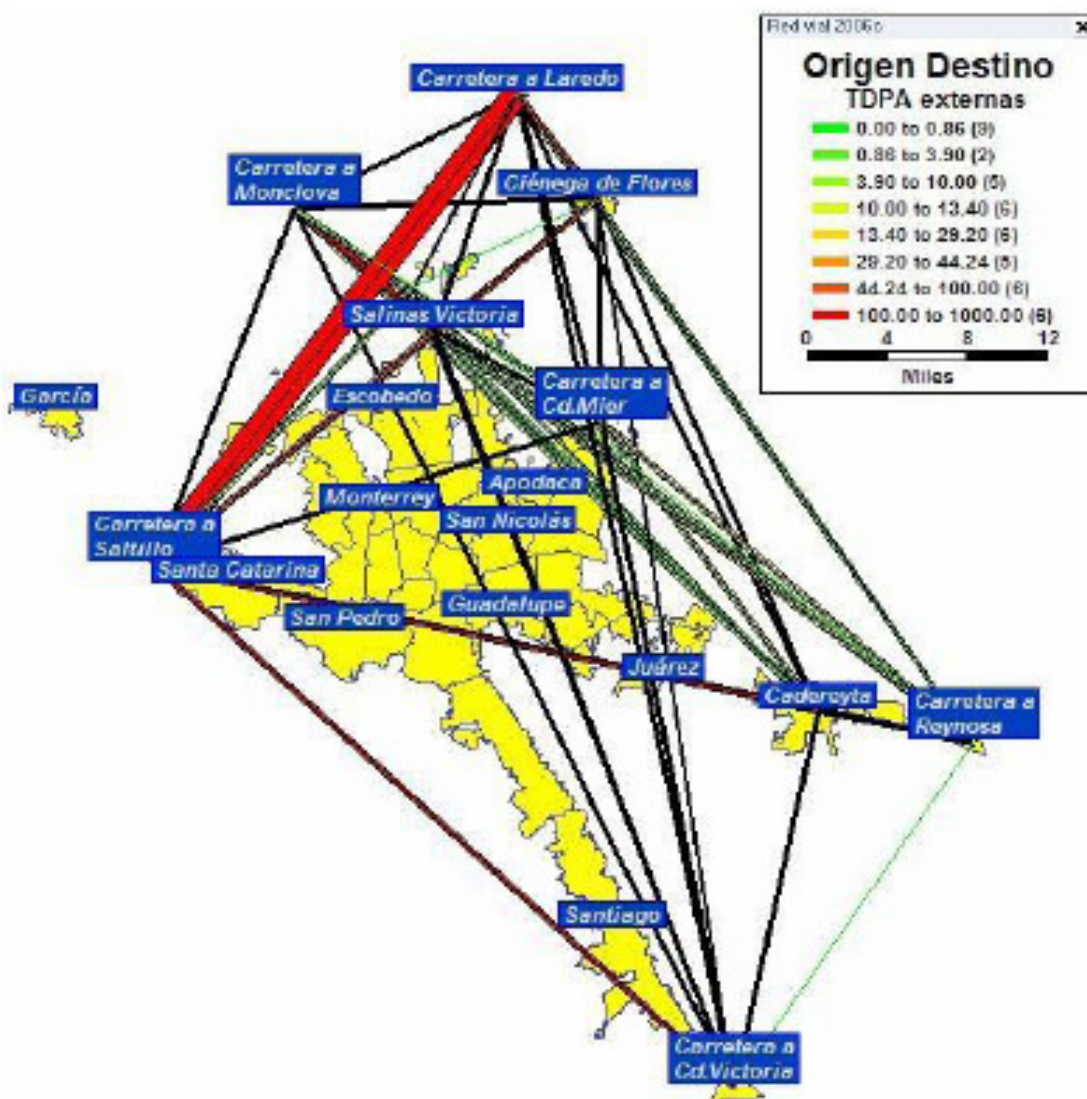 Red vial 2006c
Origen Destino
TDPA externas
0.00 to 0.86 (9)
0.86 to 3.90 (2)
3.90 to 10.00 (5)
10.00 to 13.40 (6)
13.40 to 29.20 (6)
29.20 to 44.24 (5)
44.24 to 100.00 (6)
100.00 to 1000.00 (6)
0 4 8 12
Miles
Carretera a Laredo
Carretera a
Monclova
Ciénega de Flores
Salinas Victoria
García
Escobedo
Carretera a
Cd.Mier
Monterrey
Apodaca
San Nicolás
Carretera a
Saltillo
Santa Catarina
San Pedro
Guadalupe
Juárez
Cadereyta
Carretera a
Reynosa
Santiago
Carretera a
Cd.Victoria